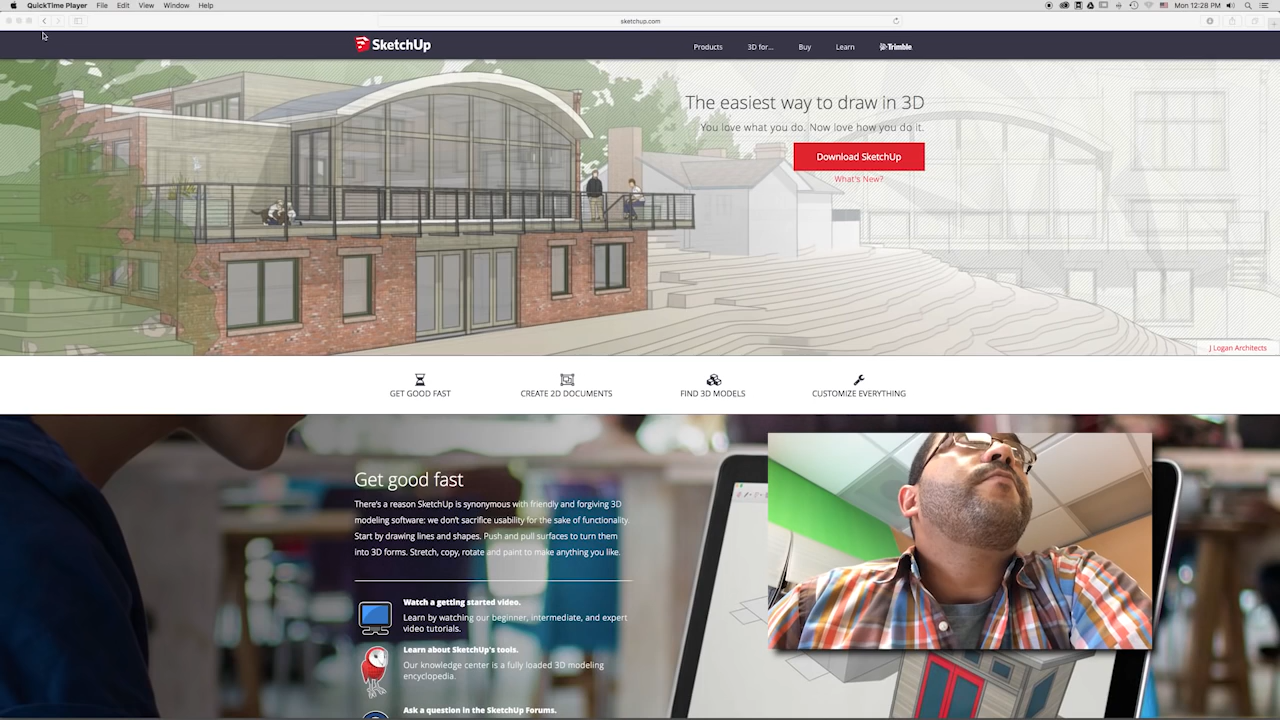 QuickTime Player File Edit View Window Help
Mon 12:28 PM
sketchup.com
SketchUp
Products 3D for... Buy Learn Trimble
The easiest way to draw in 3D
You love what you do. Now love how you do it.
Download SketchUp
What's New?
J Logan Architects
GET GOOD FAST CREATE 2D DOCUMENTS FIND 3D MODELS CUSTOMIZE EVERYTHING
Get good fast
There's a reason SketchUp is synonymous with friendly and forgiving 3D
modeling software: we don't sacrifice usability for the sake of functionality.
Start by drawing lines and shapes. Push and pull surfaces to turn them
into 3D forms. Stretch, copy, rotate and paint to make anything you like.
Watch a getting started video.
Learn by watching our beginner, intermediate, and expert
video tutorials.
Learn about SketchUp's tools.
Our knowledge center is a fully loaded 3D modeling
encyclopedia.
Ask a question in the SketchUp Forums.